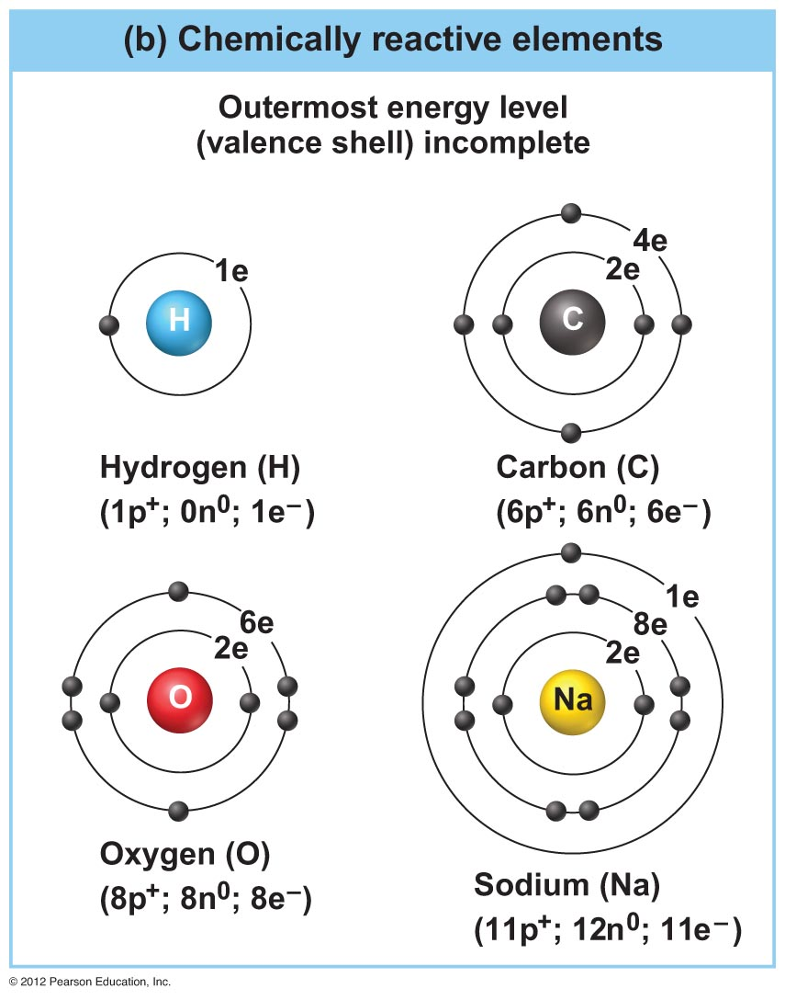 (b) Chemically reactive elements
Outermost energy level
(valence shell) incomplete
1e
H
Hydrogen (H)
(1p⁺; 0n⁰; 1e⁻)
4e
2e
C
Carbon (C)
(6p⁺; 6n⁰; 6e⁻)
6e
2e
O
Oxygen (O)
(8p⁺; 8n⁰; 8e⁻)
1e
8e
2e
Na
Sodium (Na)
(11p⁺; 12n⁰; 11e⁻)
© 2012 Pearson Education, Inc.